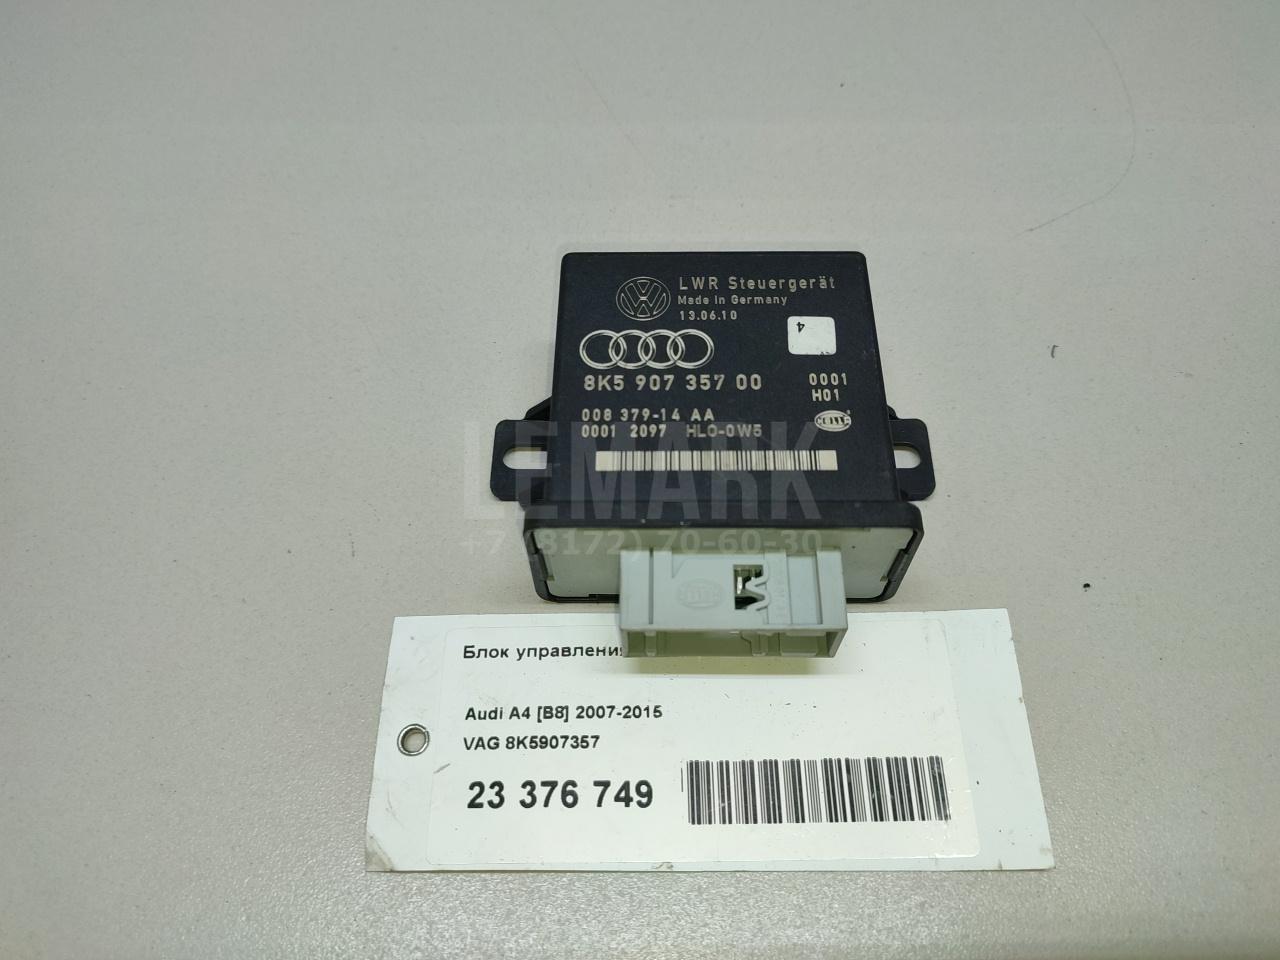 LWR Steuergerät
Made in Germany
13.06.10
4
8K5 907 357 00
0001
H01
008 379-14 AA
0001 2097 HLO-0W5
HELLA
LEMARK
+7 (8172) 70-60-30
Блок управления
Audi A4 [B8] 2007-2015
VAG 8K5907357
23 376 749